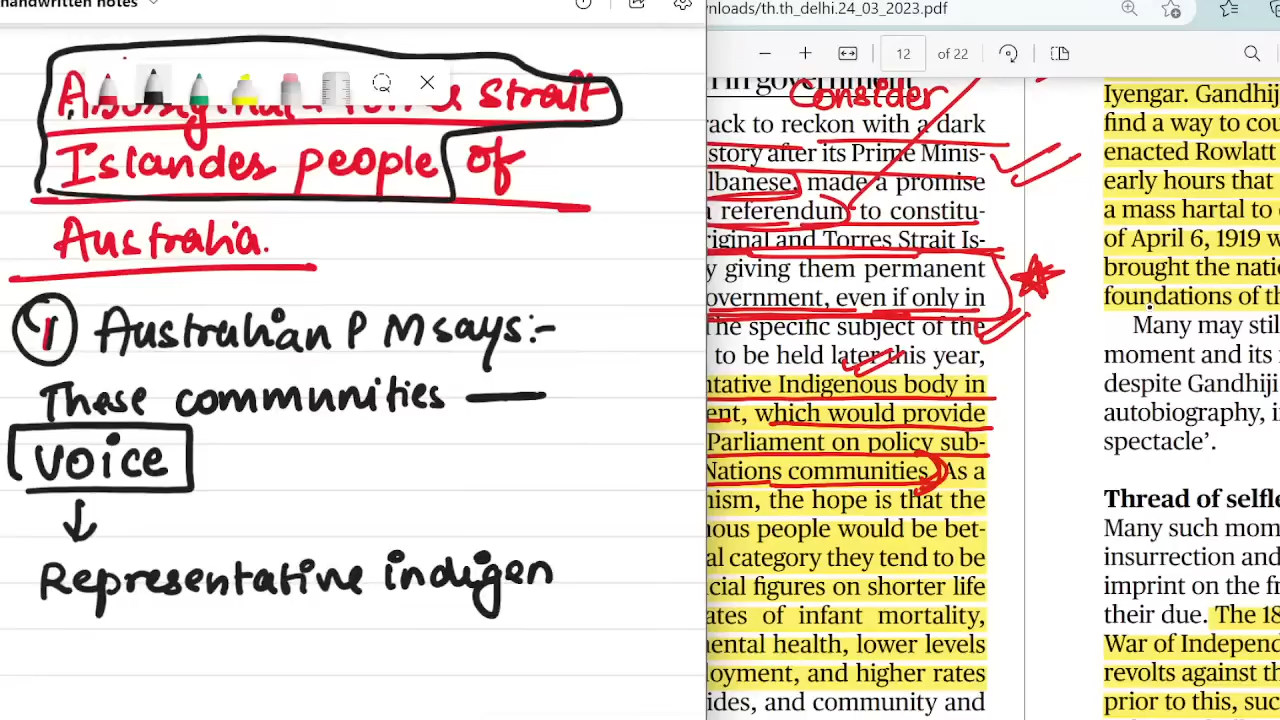 handwritten notes
Strait
Islandes people of
Australia.
1 Australian P M says:-
These communities —
voice
↓
Representative indigen
wnloads/th.th_delhi.24_03_2023.pdf
12 of 22
in government
Consider
rack to reckon with a dark
story after its Prime Minis-
lbanese, made a promise
a referendum to constitu-
riginal and Torres Strait Is-
y giving them permanent
overnment, even if only in
The specific subject of the
to be held later this year,
ntative Indigenous body in
ent, which would provide
Parliament on policy sub-
Nations communities. As a
nism, the hope is that the
nous people would be bet-
al category they tend to be
cial figures on shorter life
ates of infant mortality,
mental health, lower levels
loyment, and higher rates
ides, and community and
Iyengar. Gandhiji
find a way to cou
enacted Rowlatt
early hours that
a mass hartal to
of April 6, 1919 w
brought the natio
foundations of th
Many may stil
moment and its
despite Gandhiji
autobiography, i
spectacle'.
Thread of selfle
Many such mom
insurrection and
imprint on the fr
their due. The 18
War of Independ
revolts against th
prior to this, suc